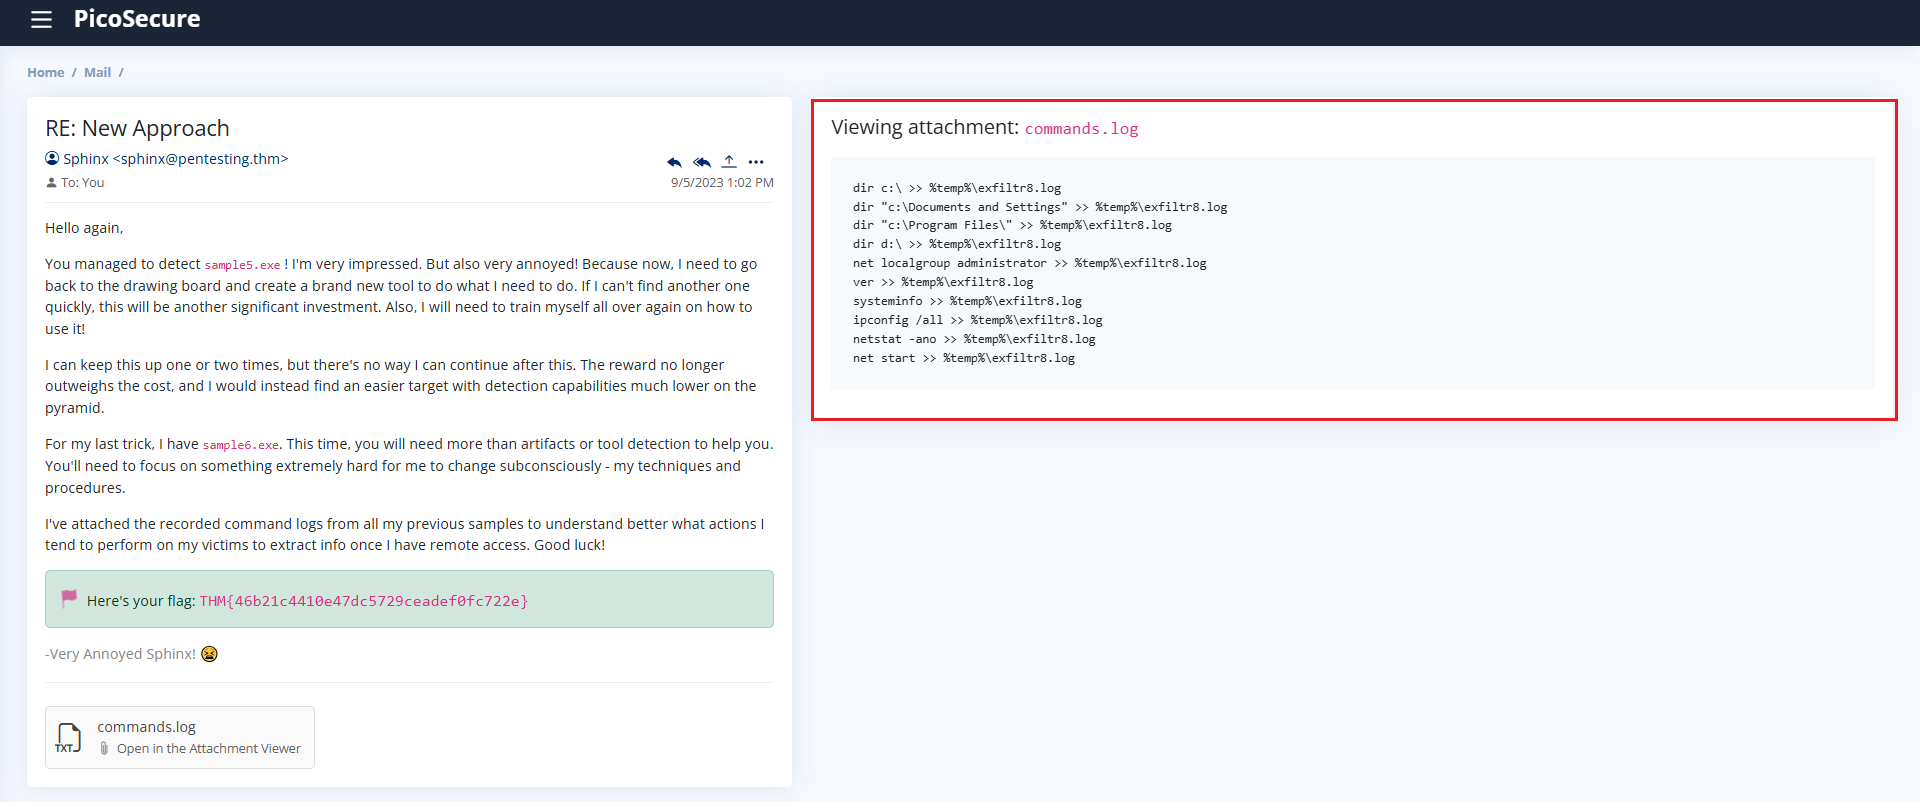 PicoSecure
Home / Mail /
RE: New Approach
Sphinx <sphinx@pentesting.thm>
To: You
9/5/2023 1:02 PM
Hello again,
You managed to detect sample5.exe ! I'm very impressed. But also very annoyed! Because now, I need to go
back to the drawing board and create a brand new tool to do what I need to do. If I can't find another one
quickly, this will be another significant investment. Also, I will need to train myself all over again on how to
use it!
I can keep this up one or two times, but there's no way I can continue after this. The reward no longer
outweighs the cost, and I would instead find an easier target with detection capabilities much lower on the
pyramid.
For my last trick, I have sample6.exe. This time, you will need more than artifacts or tool detection to help you.
You'll need to focus on something extremely hard for me to change subconsciously - my techniques and
procedures.
I've attached the recorded command logs from all my previous samples to understand better what actions I
tend to perform on my victims to extract info once I have remote access. Good luck!
Here's your flag: THM{46b21c4410e47dc5729ceadef0fc722e}
-Very Annoyed Sphinx! 😫
TXT
commands.log
Open in the Attachment Viewer
Viewing attachment: commands.log
dir c:\ >> %temp%\exfiltr8.log
dir "c:\Documents and Settings" >> %temp%\exfiltr8.log
dir "c:\Program Files\" >> %temp%\exfiltr8.log
dir d:\ >> %temp%\exfiltr8.log
net localgroup administrator >> %temp%\exfiltr8.log
ver >> %temp%\exfiltr8.log
systeminfo >> %temp%\exfiltr8.log
ipconfig /all >> %temp%\exfiltr8.log
netstat -ano >> %temp%\exfiltr8.log
net start >> %temp%\exfiltr8.log